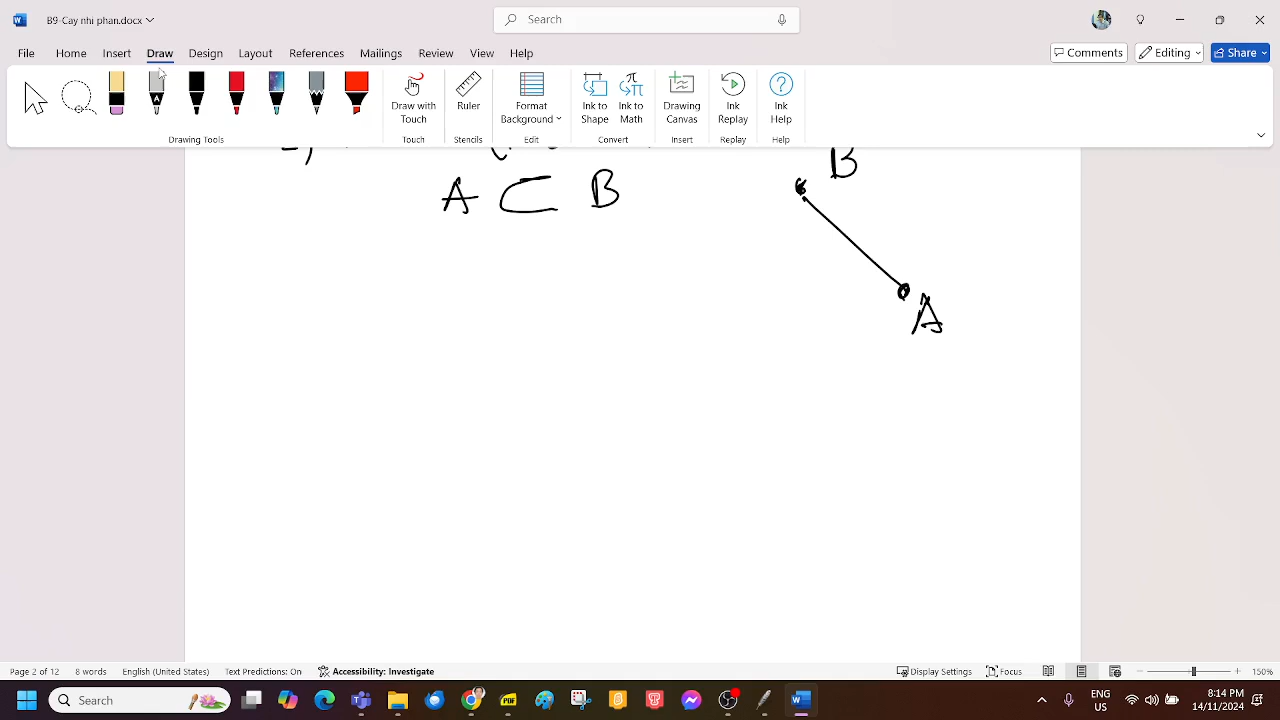 B9-Cay nhi phan.docx
Search
File Home Insert Draw Design Layout References Mailings Review View Help
Comments Editing Share
Draw with Touch
Ruler
Format Background
Ink to Shape
Ink to Math
Drawing Canvas
Ink Replay
Ink Help
Drawing Tools Touch Stencils Edit Convert Insert Replay Help
B
A ⊂ B
A
Page 2 of 12 8 words English (United States) Text Predictions: On Accessibility: Investigate Display Settings Focus 150%
Search PDF ENG US 8:14 PM 14/11/2024